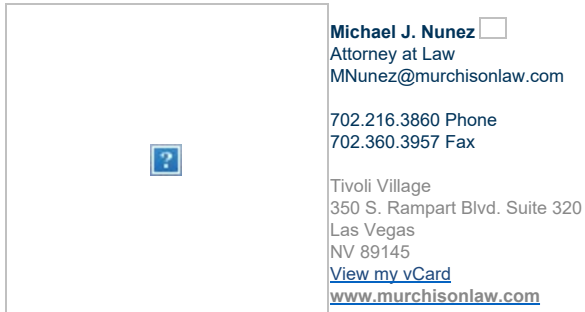 Michael J. Nunez
Attorney at Law
MNunez@murchisonlaw.com
702.216.3860 Phone
702.360.3957 Fax
Tivoli Village
350 S. Rampart Blvd. Suite 320
Las Vegas
NV 89145
View my vCard
www.murchisonlaw.com